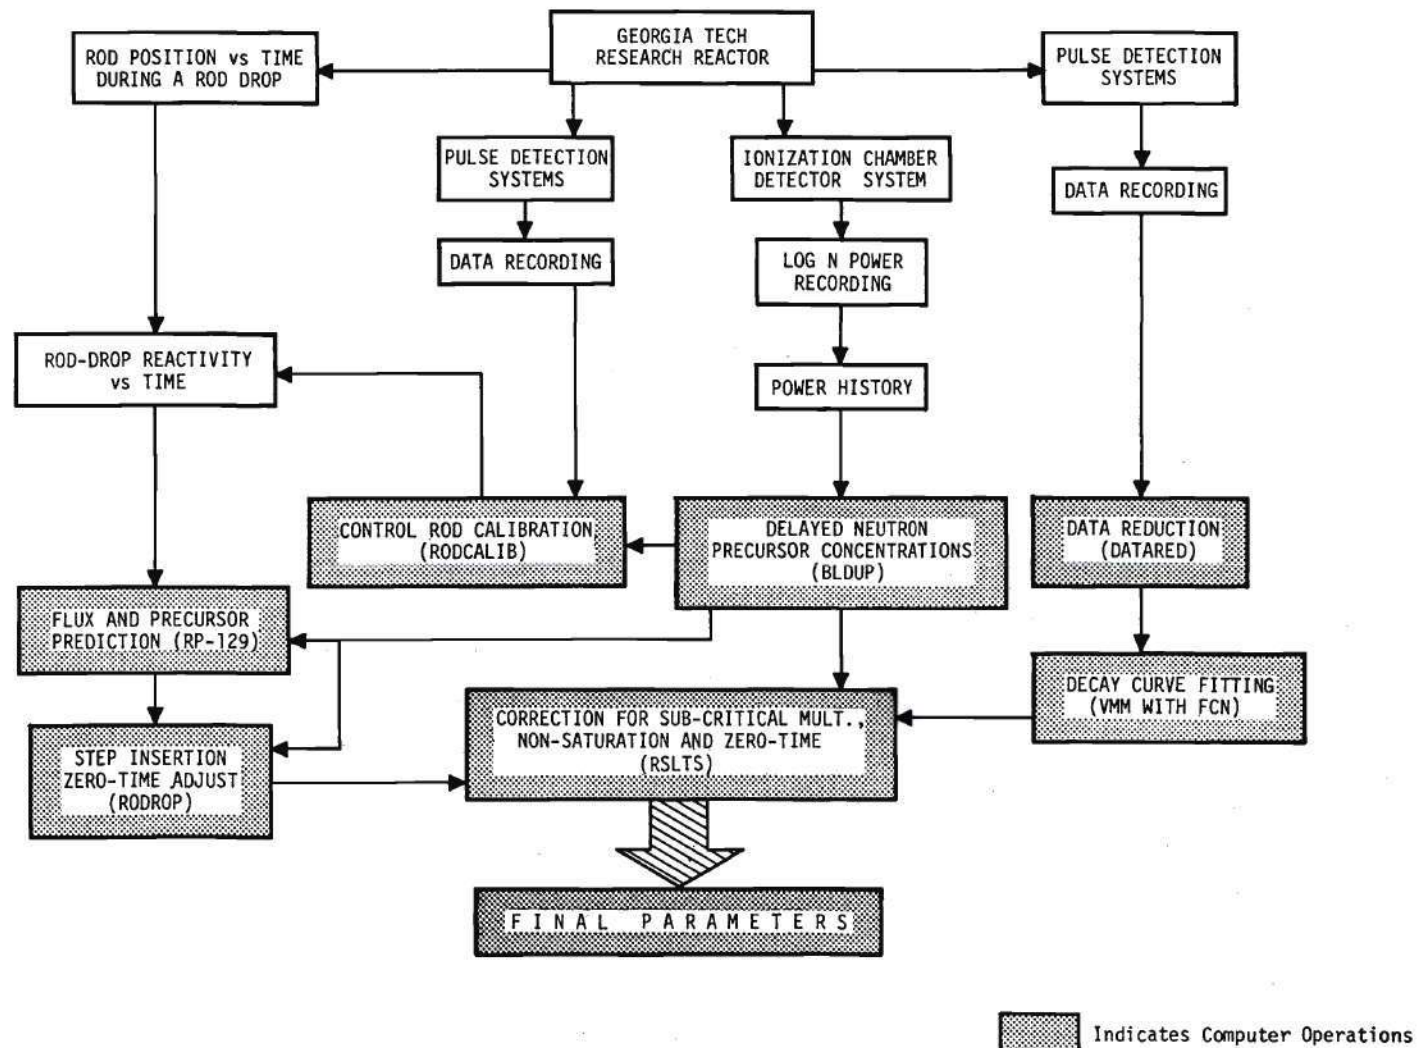 GEORGIA TECH
RESEARCH REACTOR
ROD POSITION vs TIME
DURING A ROD DROP
PULSE DETECTION
SYSTEMS
PULSE DETECTION
SYSTEMS
IONIZATION CHAMBER
DETECTOR SYSTEM
DATA RECORDING
DATA RECORDING
LOG N POWER
RECORDING
ROD-DROP REACTIVITY
vs TIME
POWER HISTORY
CONTROL ROD CALIBRATION
(RODCALIB)
DELAYED NEUTRON
PRECURSOR CONCENTRATIONS
(BLDUP)
DATA REDUCTION
(DATARED)
FLUX AND PRECURSOR
PREDICTION (RP-129)
DECAY CURVE FITTING
(VMM WITH FCN)
STEP INSERTION
ZERO-TIME ADJUST
(RODROP)
CORRECTION FOR SUB-CRITICAL MULT.,
NON-SATURATION AND ZERO-TIME
(RSLTS)
FINAL PARAMETERS
Indicates Computer Operations